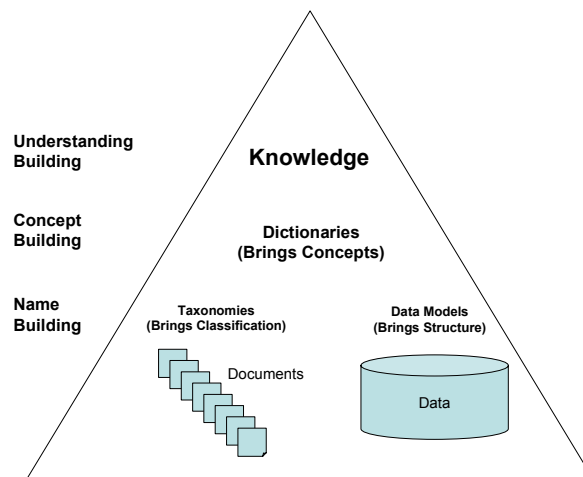 Understanding
Building
Knowledge
Concept
Building
Dictionaries
(Brings Concepts)
Name
Building
Taxonomies
(Brings Classification)
Data Models
(Brings Structure)
Documents
Data